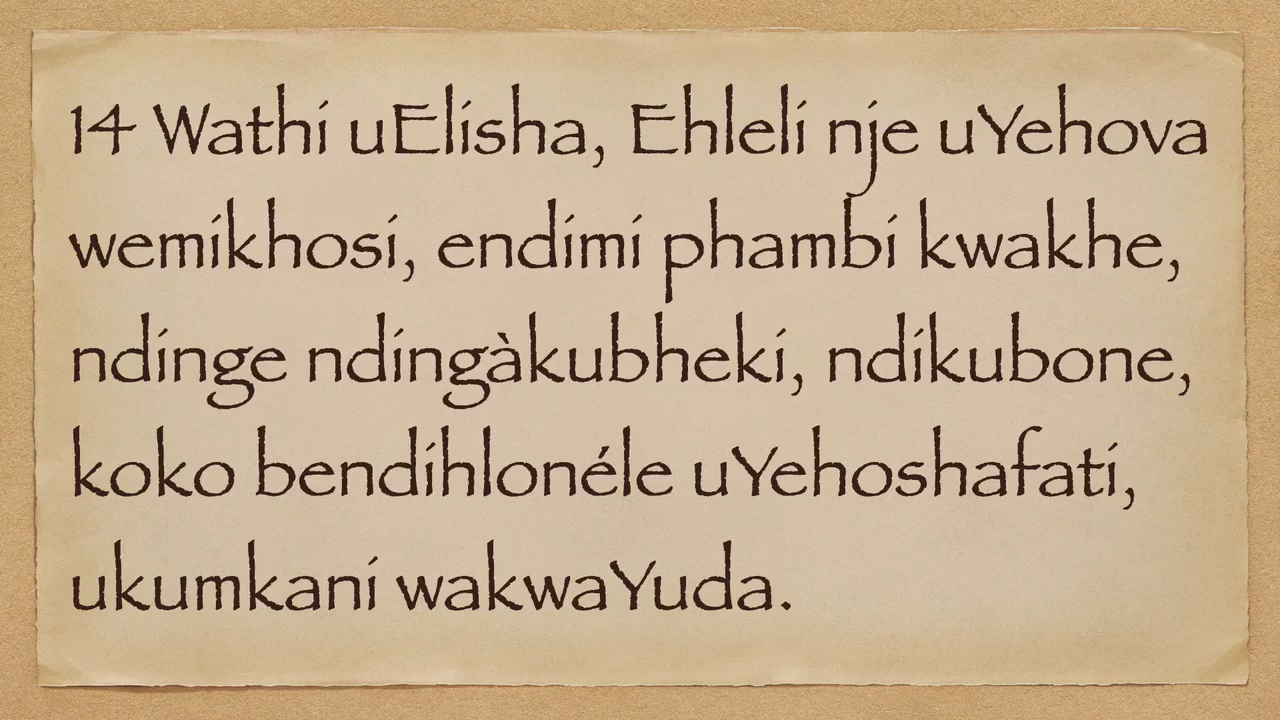 14 Wathi uElisha, Ehleli nje uYehova
wemikhosi, endimi phambi kwakhe,
ndinge ndingàkubheki, ndikubone,
koko bendihlonéle uYehoshafati,
ukumkani wakwaYuda.